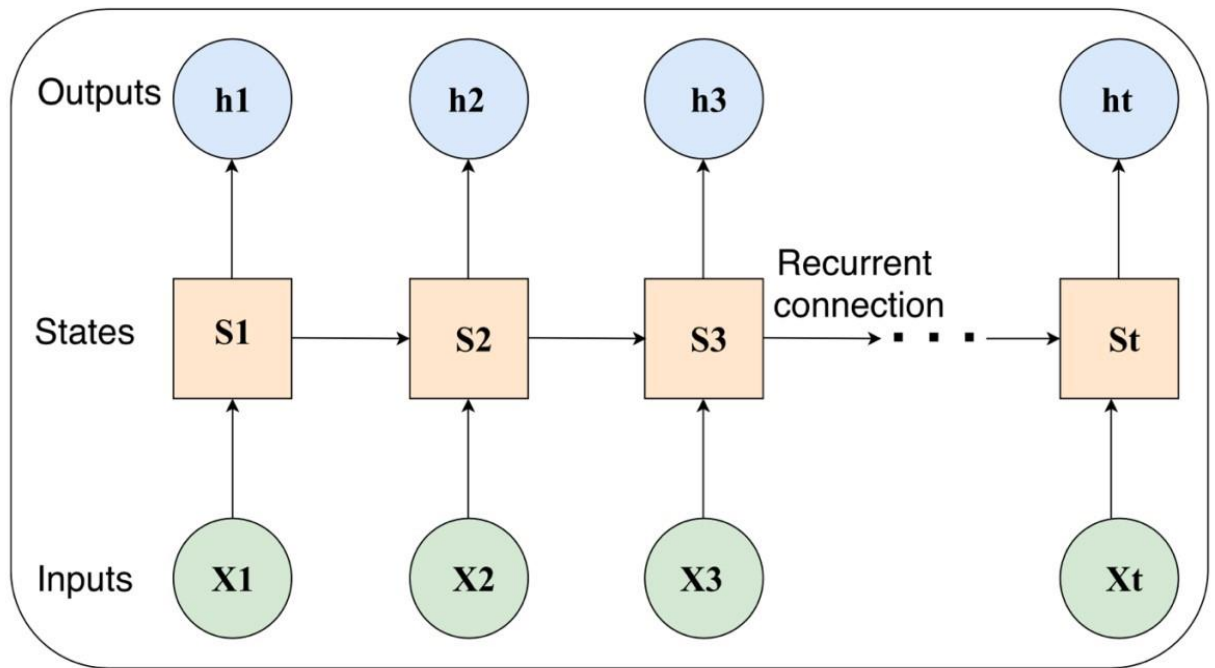 Outputs h1 h2 h3 ht
Recurrent
connection
States S1 S2 S3 . . . St
Inputs X1 X2 X3 Xt